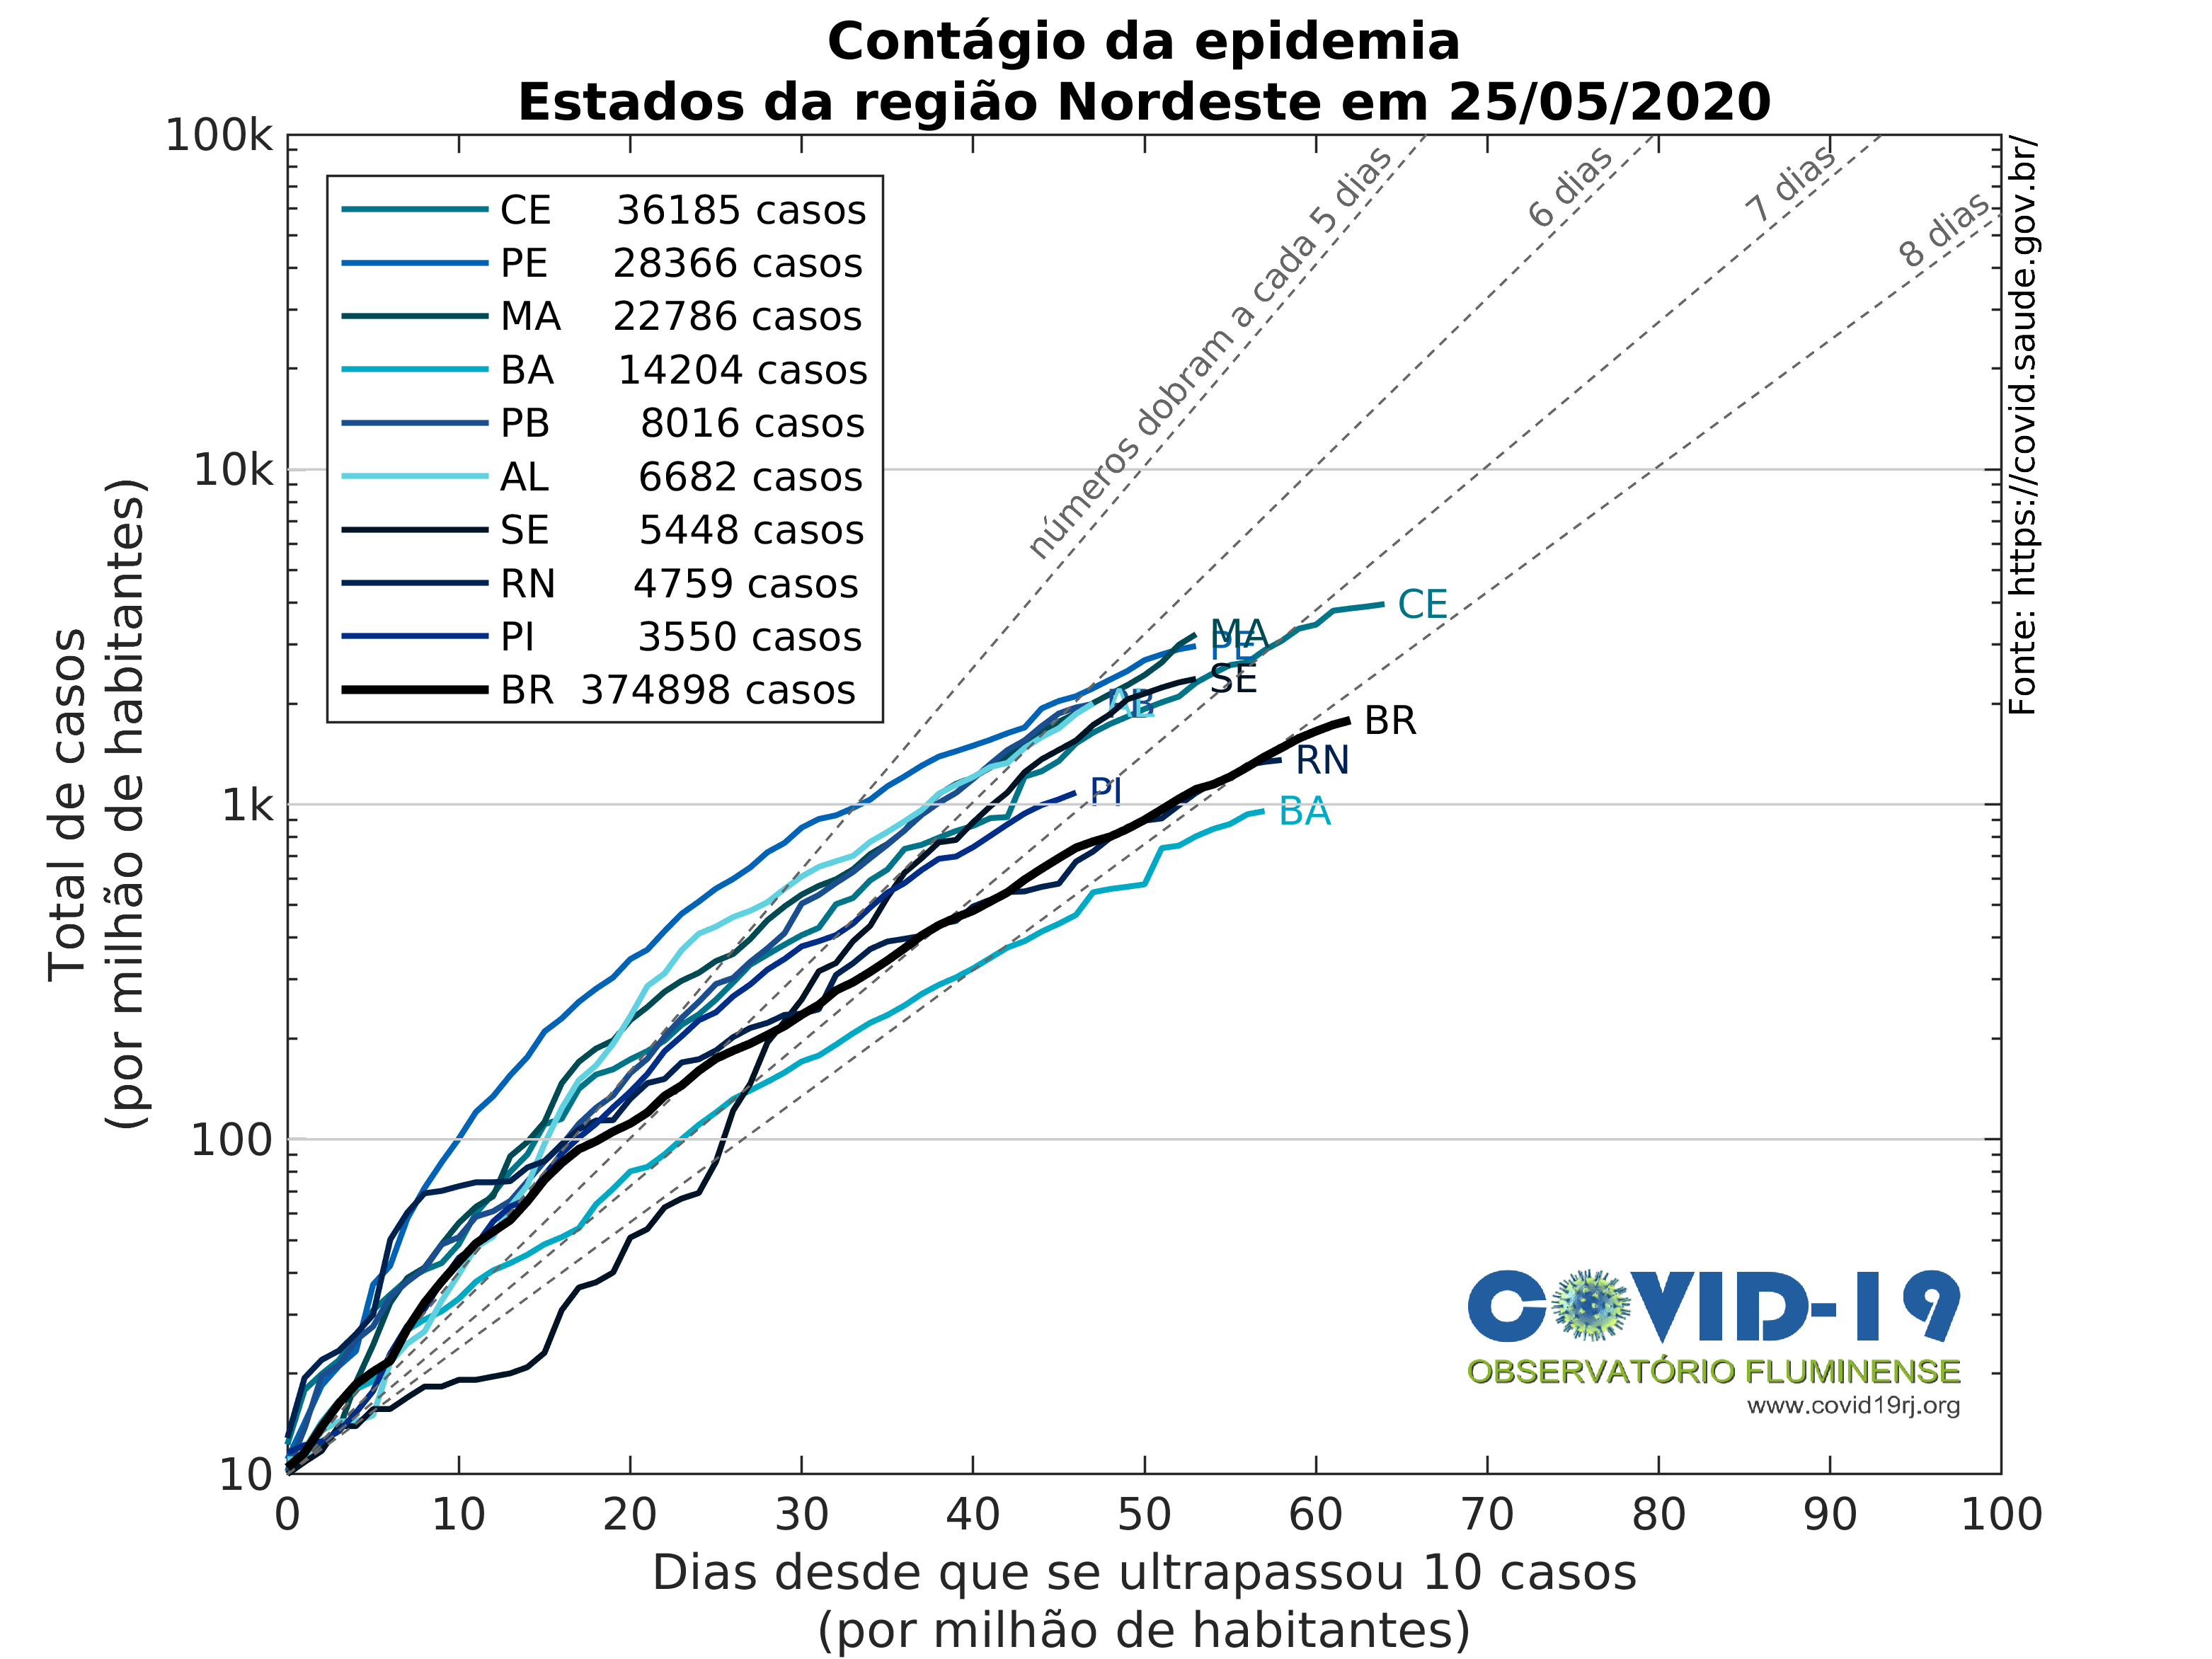 Contágio da epidemia
Estados da região Nordeste em 25/05/2020
100k
10k
1k
100
10
Total de casos
(por milhão de habitantes)
CE 36185 casos
PE 28366 casos
MA 22786 casos
BA 14204 casos
PB 8016 casos
AL 6682 casos
SE 5448 casos
RN 4759 casos
PI 3550 casos
BR 374898 casos
números dobram a cada 5 dias
6 dias
7 dias
8 dias
Fonte: https://covid.saude.gov.br/
CE
MA
PE
SE
PB
AL
BR
RN
PI
BA
COVID-19
OBSERVATÓRIO FLUMINENSE
www.covid19rj.org
0 10 20 30 40 50 60 70 80 90 100
Dias desde que se ultrapassou 10 casos
(por milhão de habitantes)